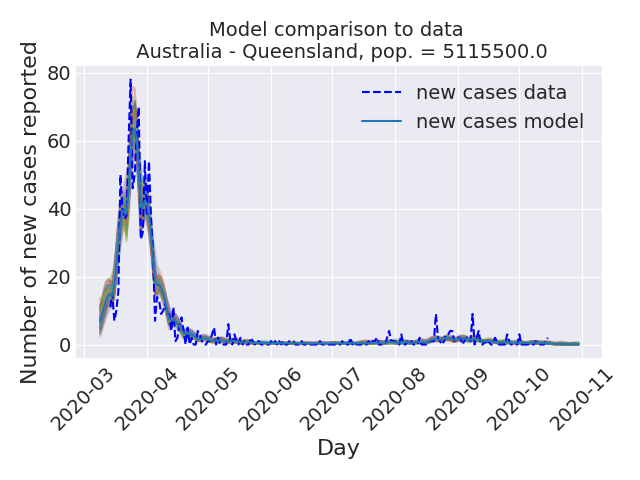 Model comparison to data
Australia - Queensland, pop. = 5115500.0
Number of new cases reported
80
60
40
20
0
new cases data
new cases model
2020-03
2020-04
2020-05
2020-06
2020-07
2020-08
2020-09
2020-10
2020-11
Day